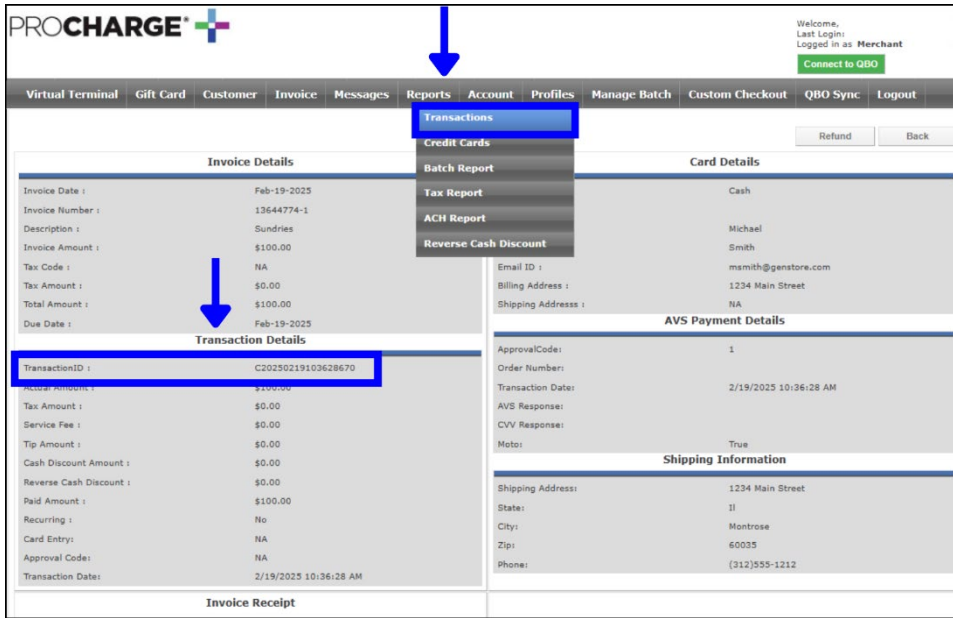 PROCHARGE®
Welcome,
Last Login:
Logged in as Merchant
Connect to QBO
Virtual Terminal Gift Card Customer Invoice Messages Reports Account Profiles Manage Batch Custom Checkout QBO Sync Logout
Transactions
Credit Cards
Batch Report
Tax Report
ACH Report
Reverse Cash Discount
Refund Back
Invoice Details
Invoice Date : Feb-19-2025
Invoice Number : 13644774-1
Description : Sundries
Invoice Amount : $100.00
Tax Code : NA
Tax Amount : $0.00
Total Amount : $100.00
Due Date : Feb-19-2025
Transaction Details
TransactionID : C20250219103628670
Actual Amount : $100.00
Tax Amount : $0.00
Service Fee : $0.00
Tip Amount : $0.00
Cash Discount Amount : $0.00
Reverse Cash Discount : $0.00
Paid Amount : $100.00
Recurring : No
Card Entry: NA
Approval Code: NA
Transaction Date: 2/19/2025 10:36:28 AM
Invoice Receipt
Card Details
Cash
Michael
Smith
Email ID : msmith@genstore.com
Billing Address : 1234 Main Street
Shipping Addresss : NA
AVS Payment Details
ApprovalCode: 1
Order Number:
Transaction Date: 2/19/2025 10:36:28 AM
AVS Response:
CVV Response:
Moto: True
Shipping Information
Shipping Address: 1234 Main Street
State: Il
City: Montrose
Zip: 60035
Phone: (312)555-1212